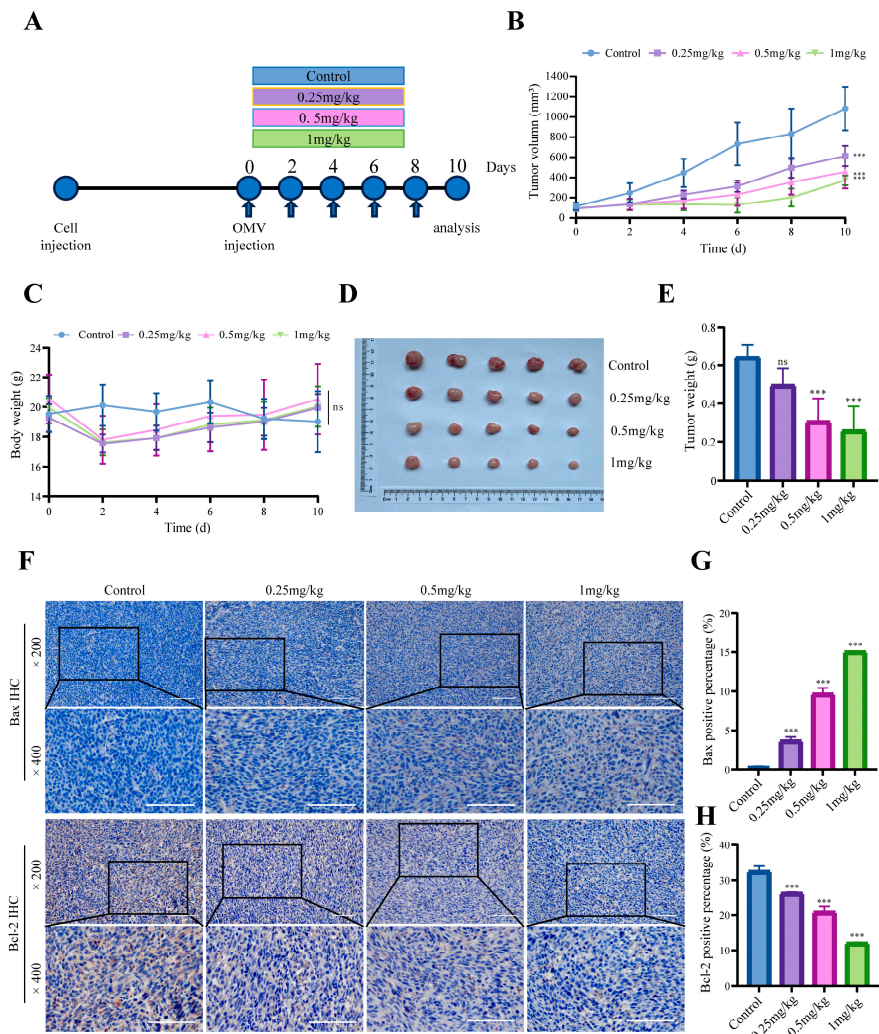 A
Control
0.25mg/kg
0. 5mg/kg
1mg/kg
0 2 4 6 8 10 Days
Cell
injection
OMV
injection
analysis
B
Control 0.25mg/kg 0.5mg/kg 1mg/kg
Tumor volumn (mm³)
1400
1200
1000
800
600
400
200
0
***
***
***
0 2 4 6 8 10
Time (d)
C
Control 0.25mg/kg 0.5mg/kg 1mg/kg
Body weight (g)
24
22
20
18
16
14
ns
0 2 4 6 8 10
Time (d)
D
Control
0.25mg/kg
0.5mg/kg
1mg/kg
E
Tumor weight (g)
0.8
0.6
0.4
0.2
0
ns
***
***
Control
0.25mg/kg
0.5mg/kg
1mg/kg
F
Control 0.25mg/kg 0.5mg/kg 1mg/kg
Bax IHC
× 200
× 400
Bcl-2 IHC
× 200
× 400
G
Bax positive percentage (%)
20
15
10
5
0
***
***
***
Control
0.25mg/kg
0.5mg/kg
1mg/kg
H
Bcl-2 positive percentage (%)
40
30
20
10
0
***
***
***
Control
0.25mg/kg
0.5mg/kg
1mg/kg